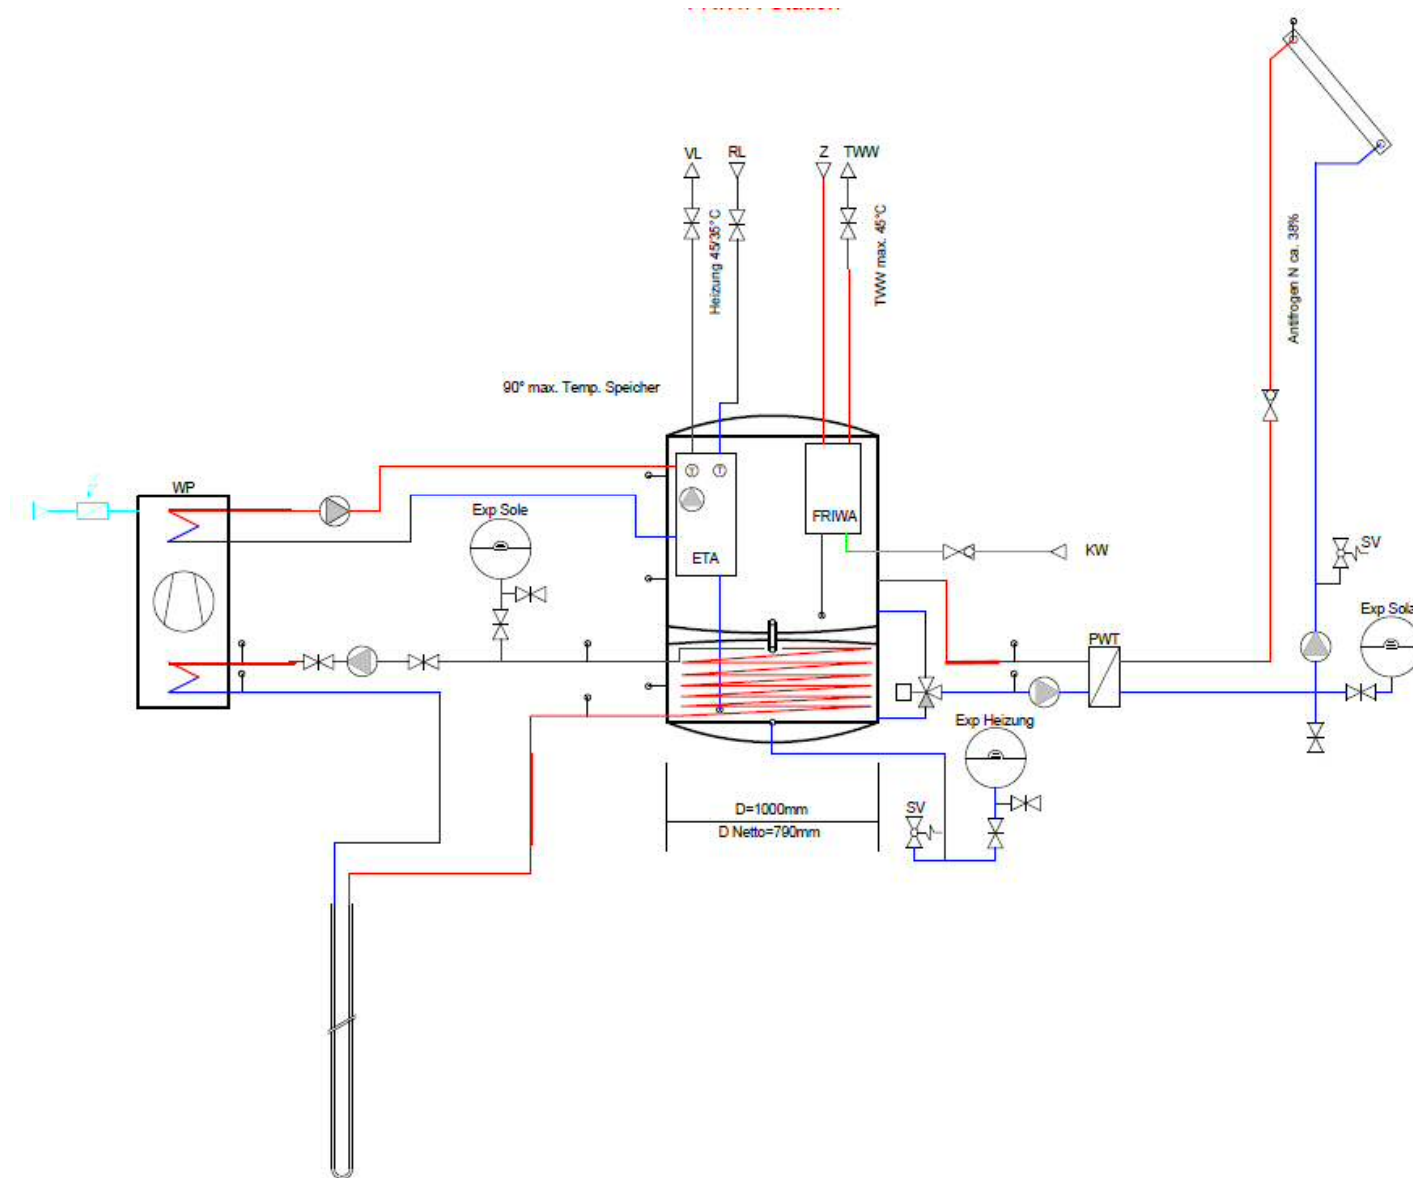 VL
RL
Z
TWW
Heizung 45/35°C
TWW max. 45°C
Antifrogen N ca. 38%
90° max. Temp. Speicher
WP
Exp Sole
FRIWA
ETA
KW
SV
Exp Sola
PWT
Exp Heizung
D=1000mm
D Netto=790mm
SV